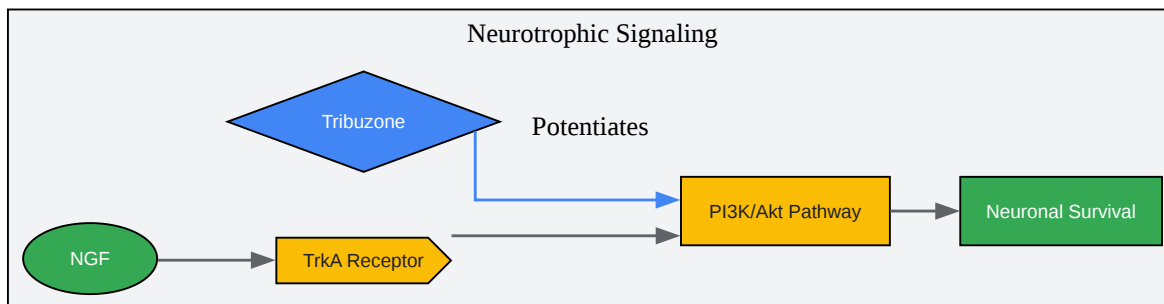 Neurotrophic Signaling
Tribuzone
Potentiates
PI3K/Akt Pathway
Neuronal Survival
NGF
TrkA Receptor